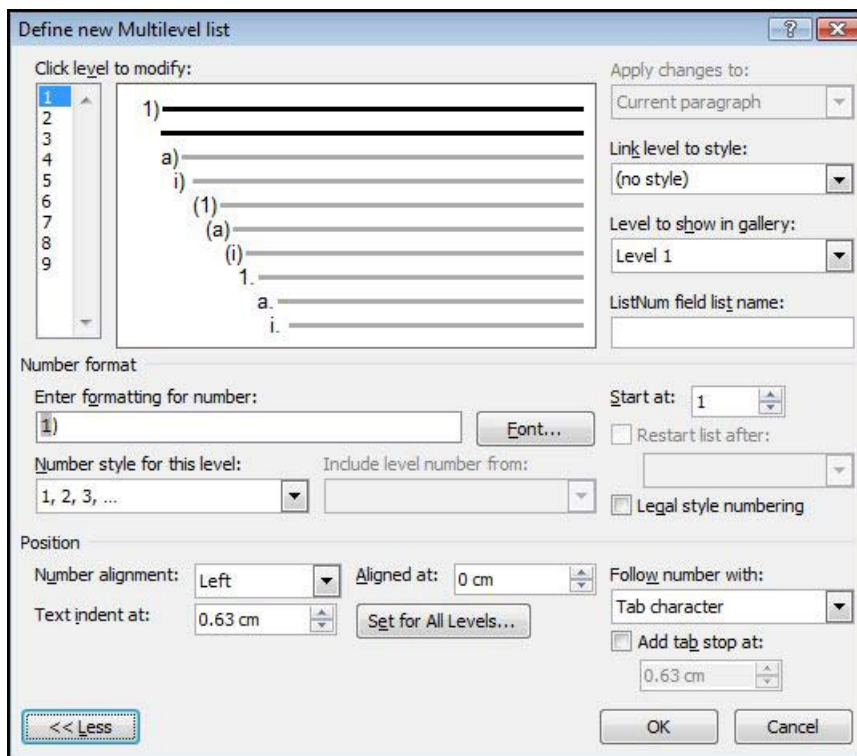 Define new Multilevel list
Click level to modify:
1
2
3
4
5
6
7
8
9
1)
a)
i)
(1)
(a)
(i)
1.
a.
i.
Apply changes to:
Current paragraph
Link level to style:
(no style)
Level to show in gallery:
Level 1
ListNum field list name:
Number format
Enter formatting for number:
1)
Font...
Start at: 1
Restart list after:
Number style for this level:
1, 2, 3, ...
Include level number from:
Legal style numbering
Position
Number alignment: Left
Aligned at: 0 cm
Text indent at: 0.63 cm
Set for All Levels...
Follow number with:
Tab character
Add tab stop at:
0.63 cm
<< Less
OK
Cancel